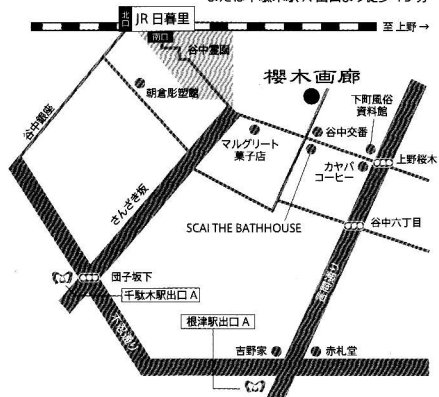 JR 日暮里
北口
南口
至 上野→
谷中霊園
櫻木画廊
下町風俗
資料館
谷中銀座
朝倉彫塑館
マルグリート
菓子店
谷中交番
カヤバ
コーヒー
上野桜木
さんざき坂
SCAI THE BATHHOUSE
谷中六丁目
言問通り
団子坂下
千駄木駅出口 A
不忍通り
根津駅出口 A
吉野家
赤札堂